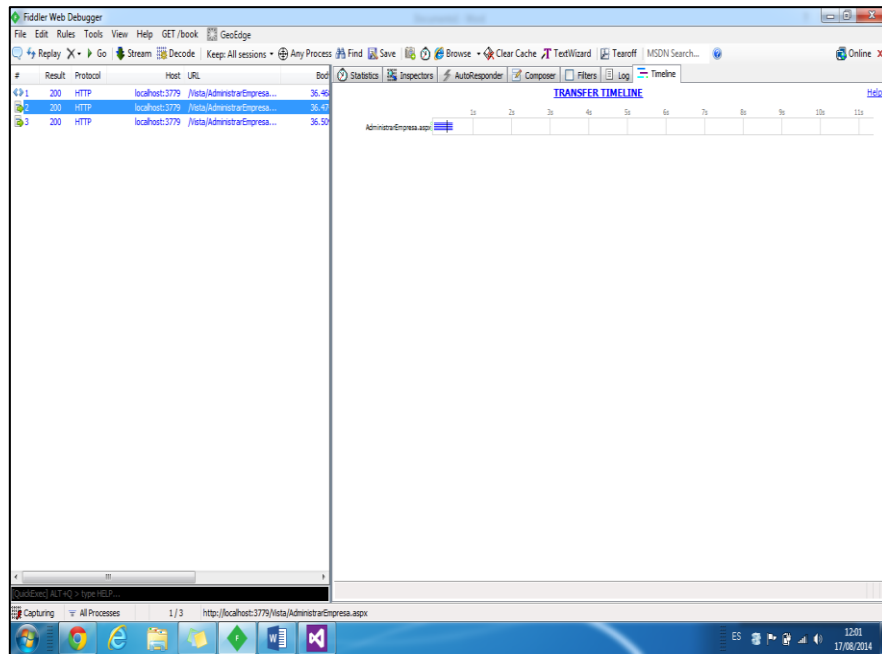 Fiddler Web Debugger
File Edit Rules Tools View Help GET /book GeoEdge
Replay X Go Stream Decode Keep: All sessions Any Process Find Save Browse Clear Cache TextWizard Tearoff MSDN Search... Online X
# Result Protocol Host URL Bod
Statistics Inspectors AutoResponder Composer Filters Log Timeline
1 200 HTTP localhost:3779 /Vista/AdministrarEmpresa... 36.46
2 200 HTTP localhost:3779 /Vista/AdministrarEmpresa... 36.47
3 200 HTTP localhost:3779 /Vista/AdministrarEmpresa... 36.50
TRANSFER TIMELINE Help
1s 2s 3s 4s 5s 6s 7s 8s 9s 10s 11s
AdministrarEmpresa.aspx
[QuickExec] ALT+Q > type HELP...
Capturing All Processes 1 / 3 http://localhost:3779/Vista/AdministrarEmpresa.aspx
ES 12:01
17/08/2014